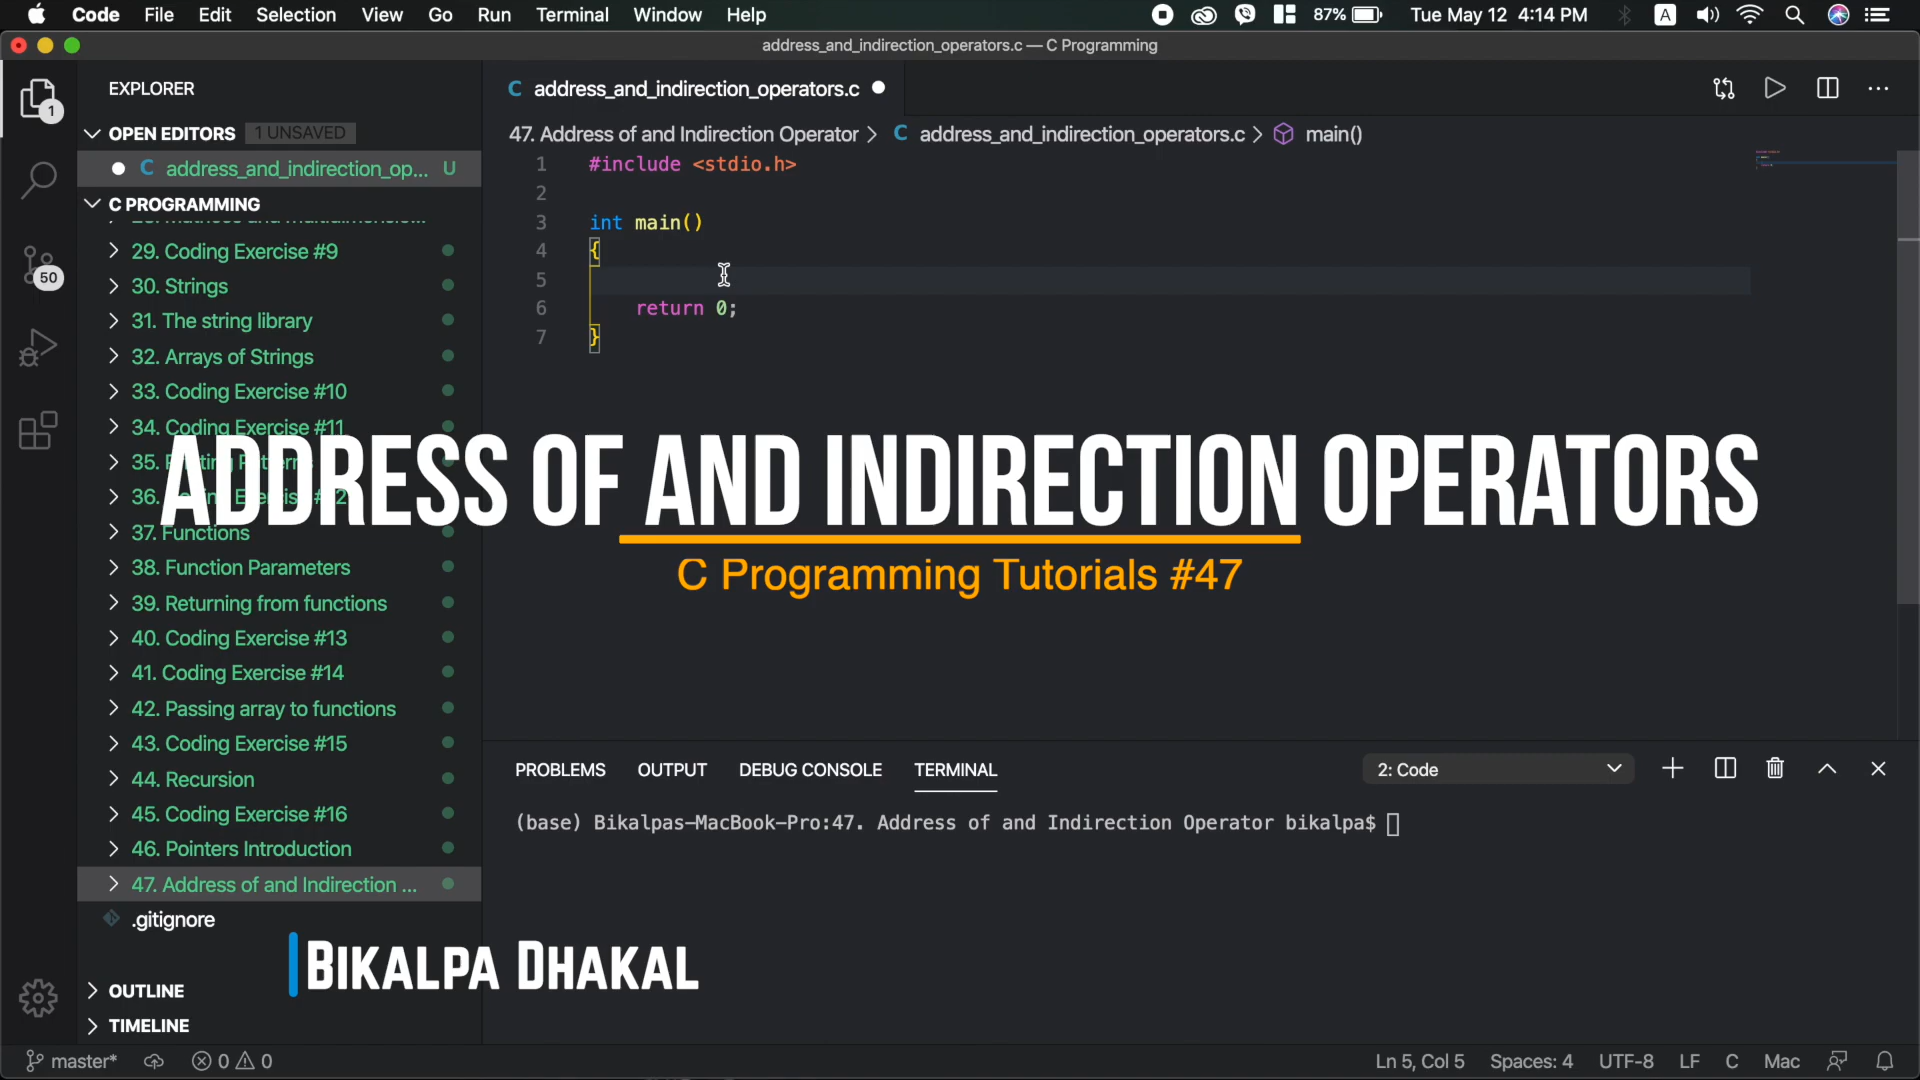 Code File Edit Selection View Go Run Terminal Window Help 87% Tue May 12 4:14 PM A
address_and_indirection_operators.c — C Programming
EXPLORER
OPEN EDITORS 1 UNSAVED
address_and_indirection_op... U
C PROGRAMMING
29. Coding Exercise #9
30. Strings
31. The string library
32. Arrays of Strings
33. Coding Exercise #10
34. Coding Exercise #11
35.
36.
37. Functions
38. Function Parameters
39. Returning from functions
40. Coding Exercise #13
41. Coding Exercise #14
42. Passing array to functions
43. Coding Exercise #15
44. Recursion
45. Coding Exercise #16
46. Pointers Introduction
47. Address of and Indirection ...
.gitignore
OUTLINE
TIMELINE
1
50
C address_and_indirection_operators.c
47. Address of and Indirection Operator > C address_and_indirection_operators.c > main()
1 #include <stdio.h>
2
3 int main()
4 {
5
6 return 0;
7 }
ADDRESS OF AND INDIRECTION OPERATORS
C Programming Tutorials #47
PROBLEMS OUTPUT DEBUG CONSOLE TERMINAL 2: Code
(base) Bikalpas-MacBook-Pro:47. Address of and Indirection Operator bikalpa$
BIKALPA DHAKAL
master* 0 0 Ln 5, Col 5 Spaces: 4 UTF-8 LF C Mac